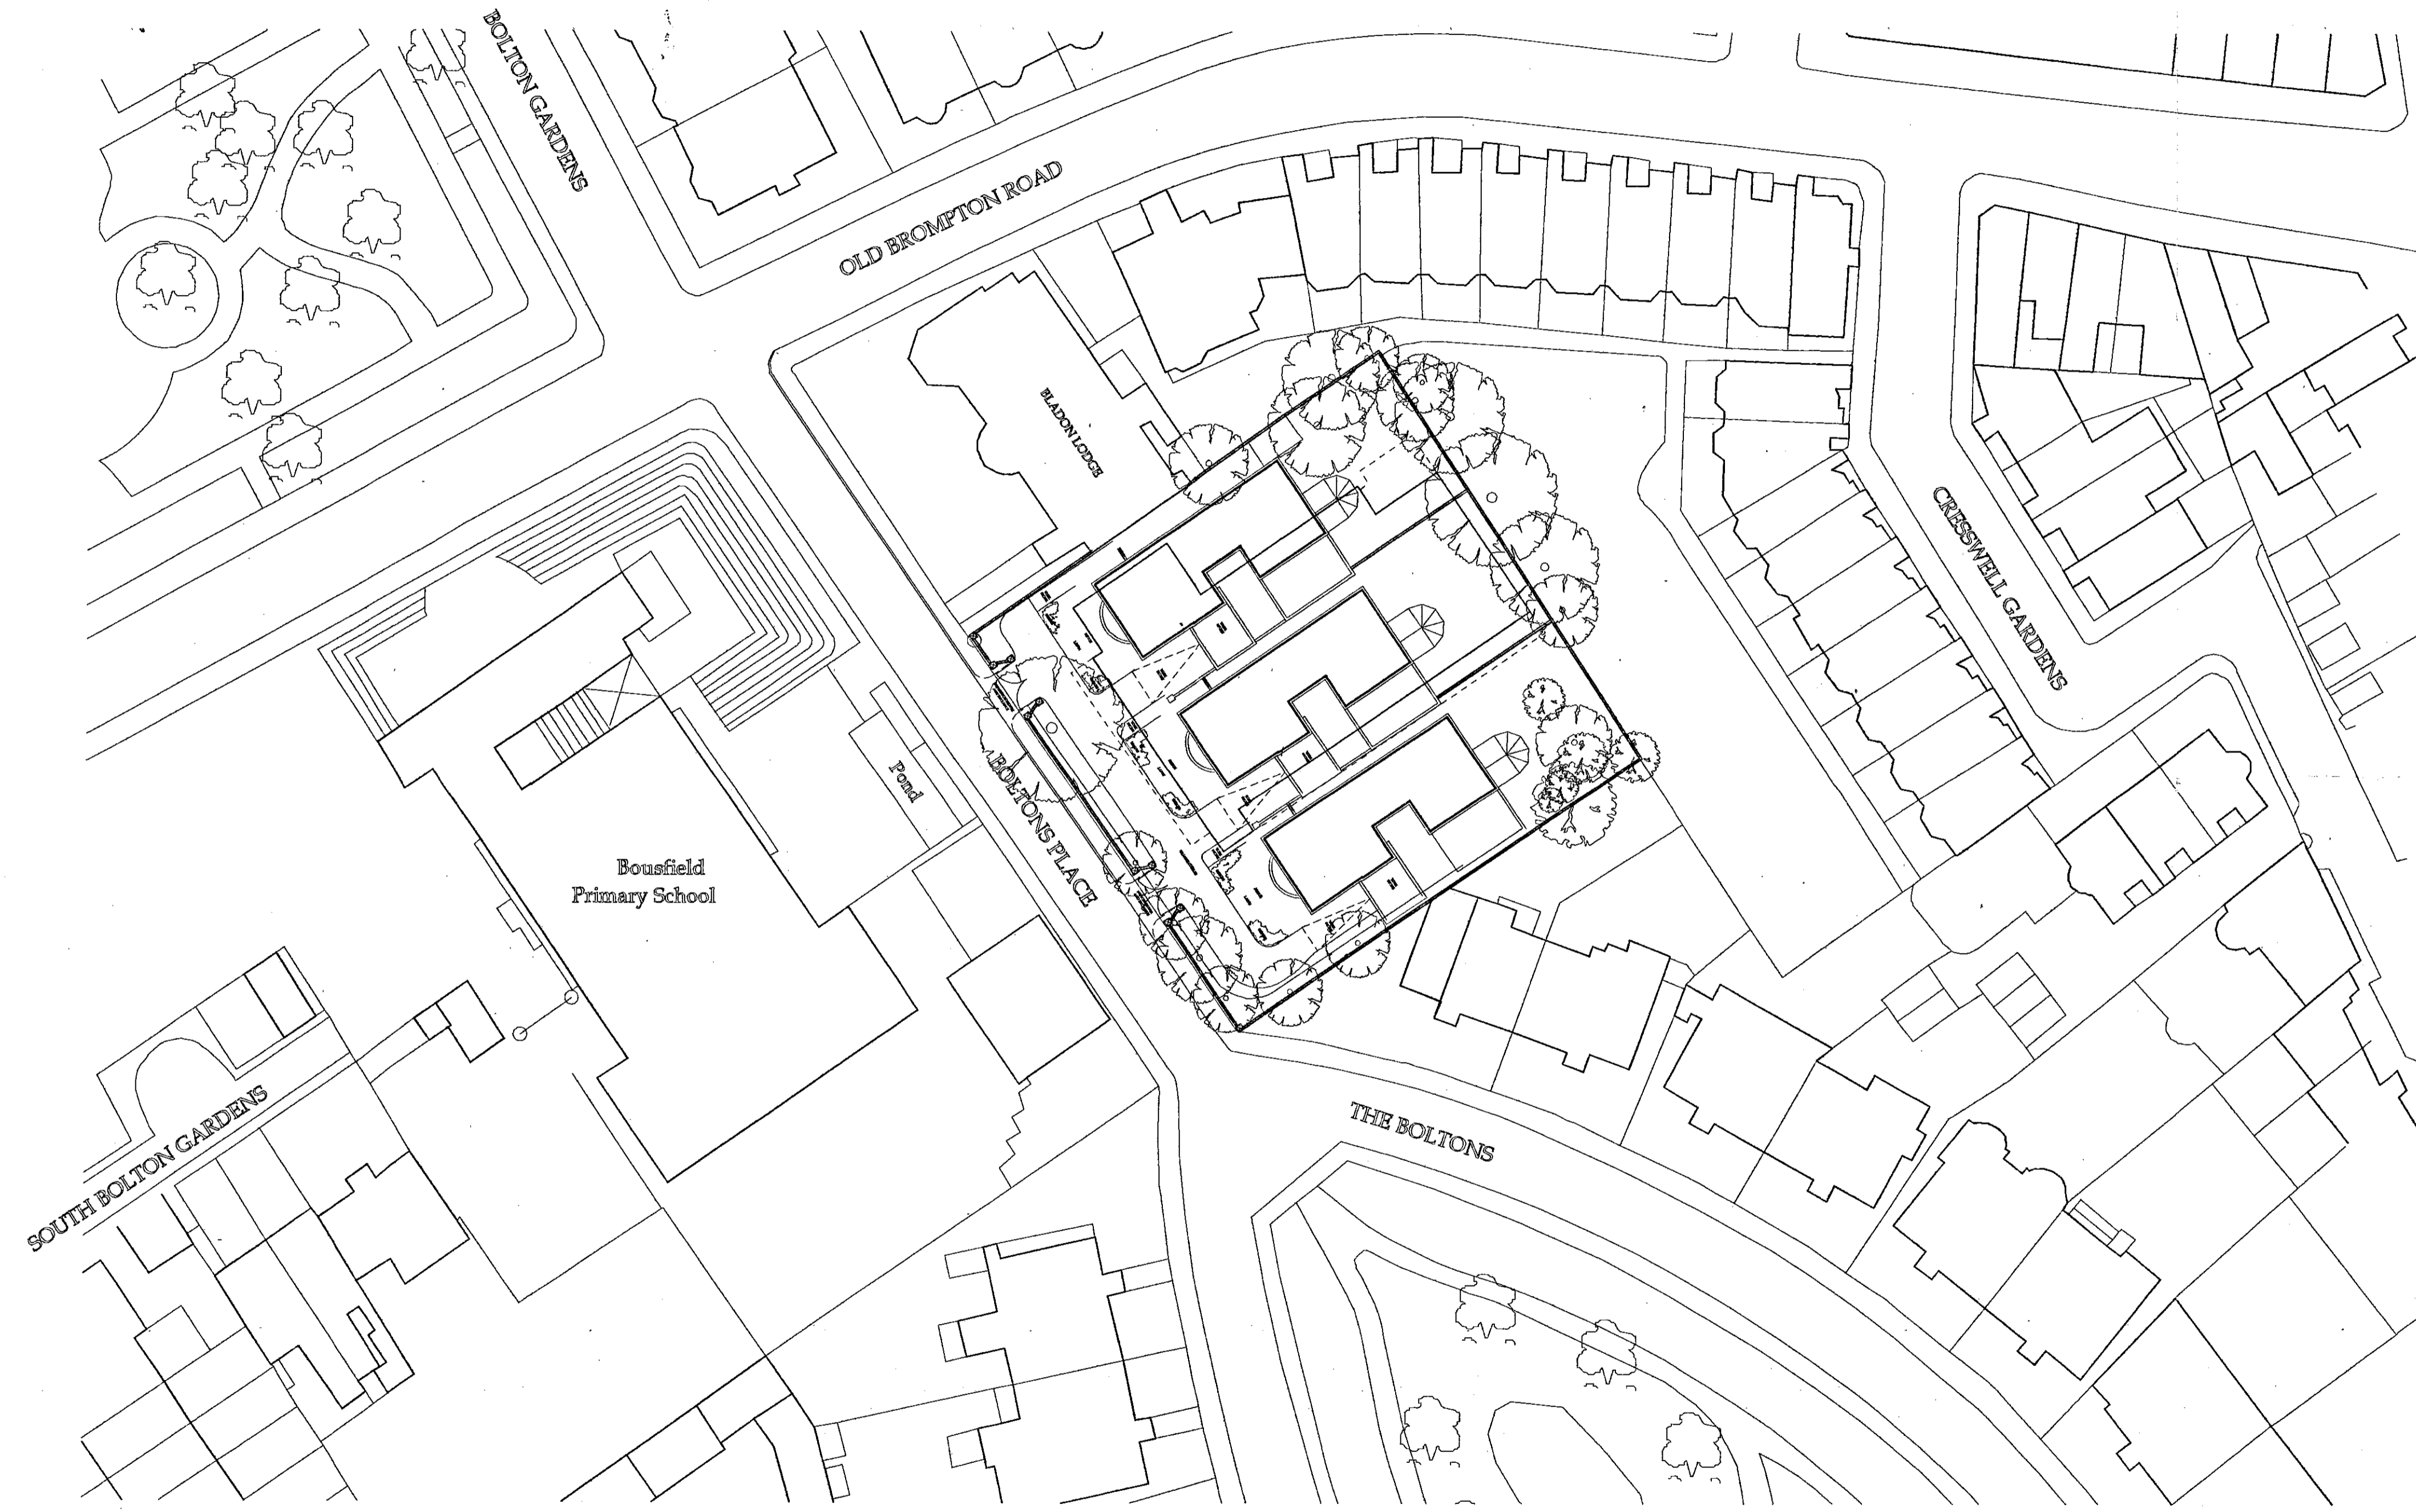 BOLTON GARDENS
OLD BROMPTON ROAD
BLADON LODGE
CRESSWELL GARDENS
Pond
BOLTONS PLACE
Bousfield
Primary School
SOUTH BOLTON GARDENS
THE BOLTONS